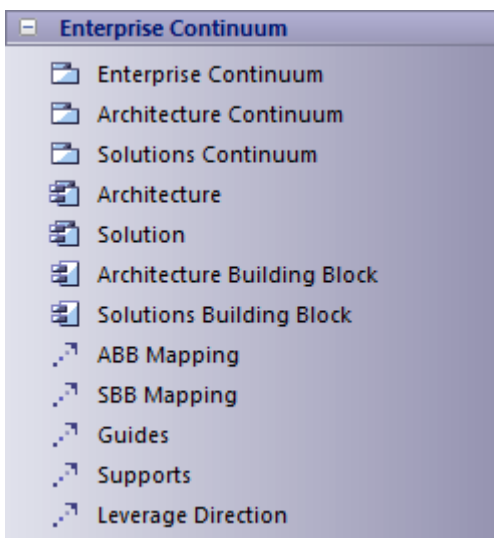 Enterprise Continuum
Enterprise Continuum
Architecture Continuum
Solutions Continuum
Architecture
Solution
Architecture Building Block
Solutions Building Block
ABB Mapping
SBB Mapping
Guides
Supports
Leverage Direction